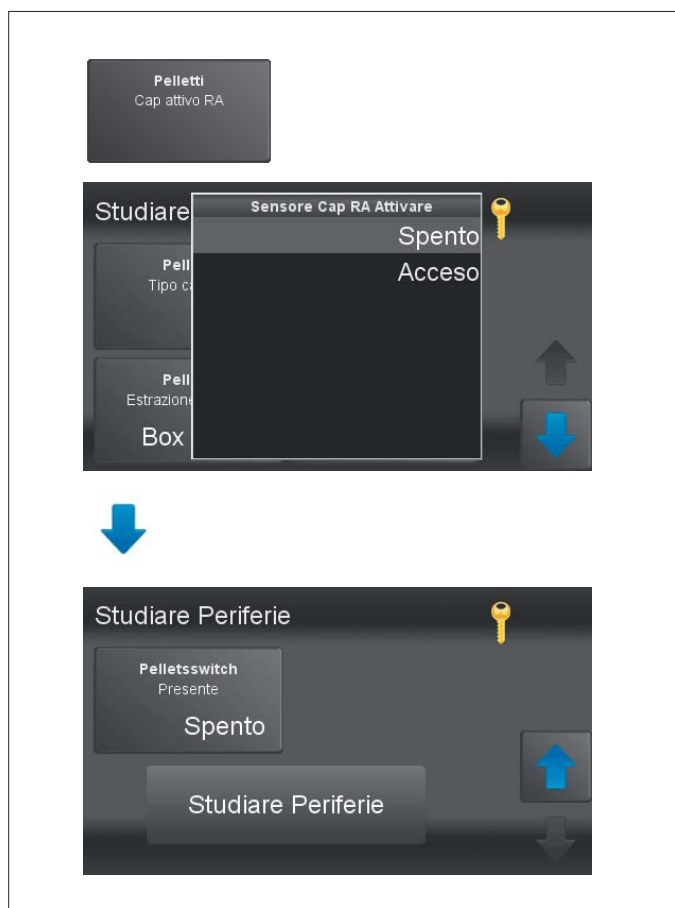 Pelletti
Cap attivo RA
Studiare
Sensore Cap RA Attivare
Spento
Acceso
Pell
Tipo ca
Pell
Estrazione
Box
Studiare Periferie
Pelletsswitch
Presente
Spento
Studiare Periferie